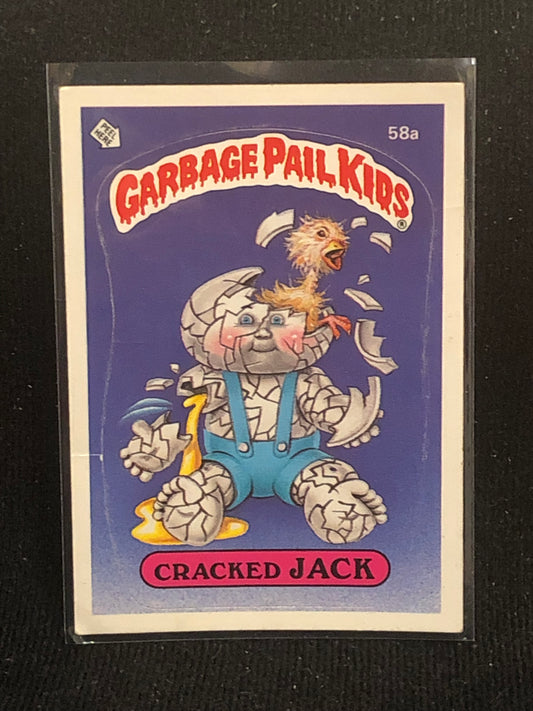 PEEL
HERE
58a
GARBAGE PAIL KIDS®
CRACKED JACK